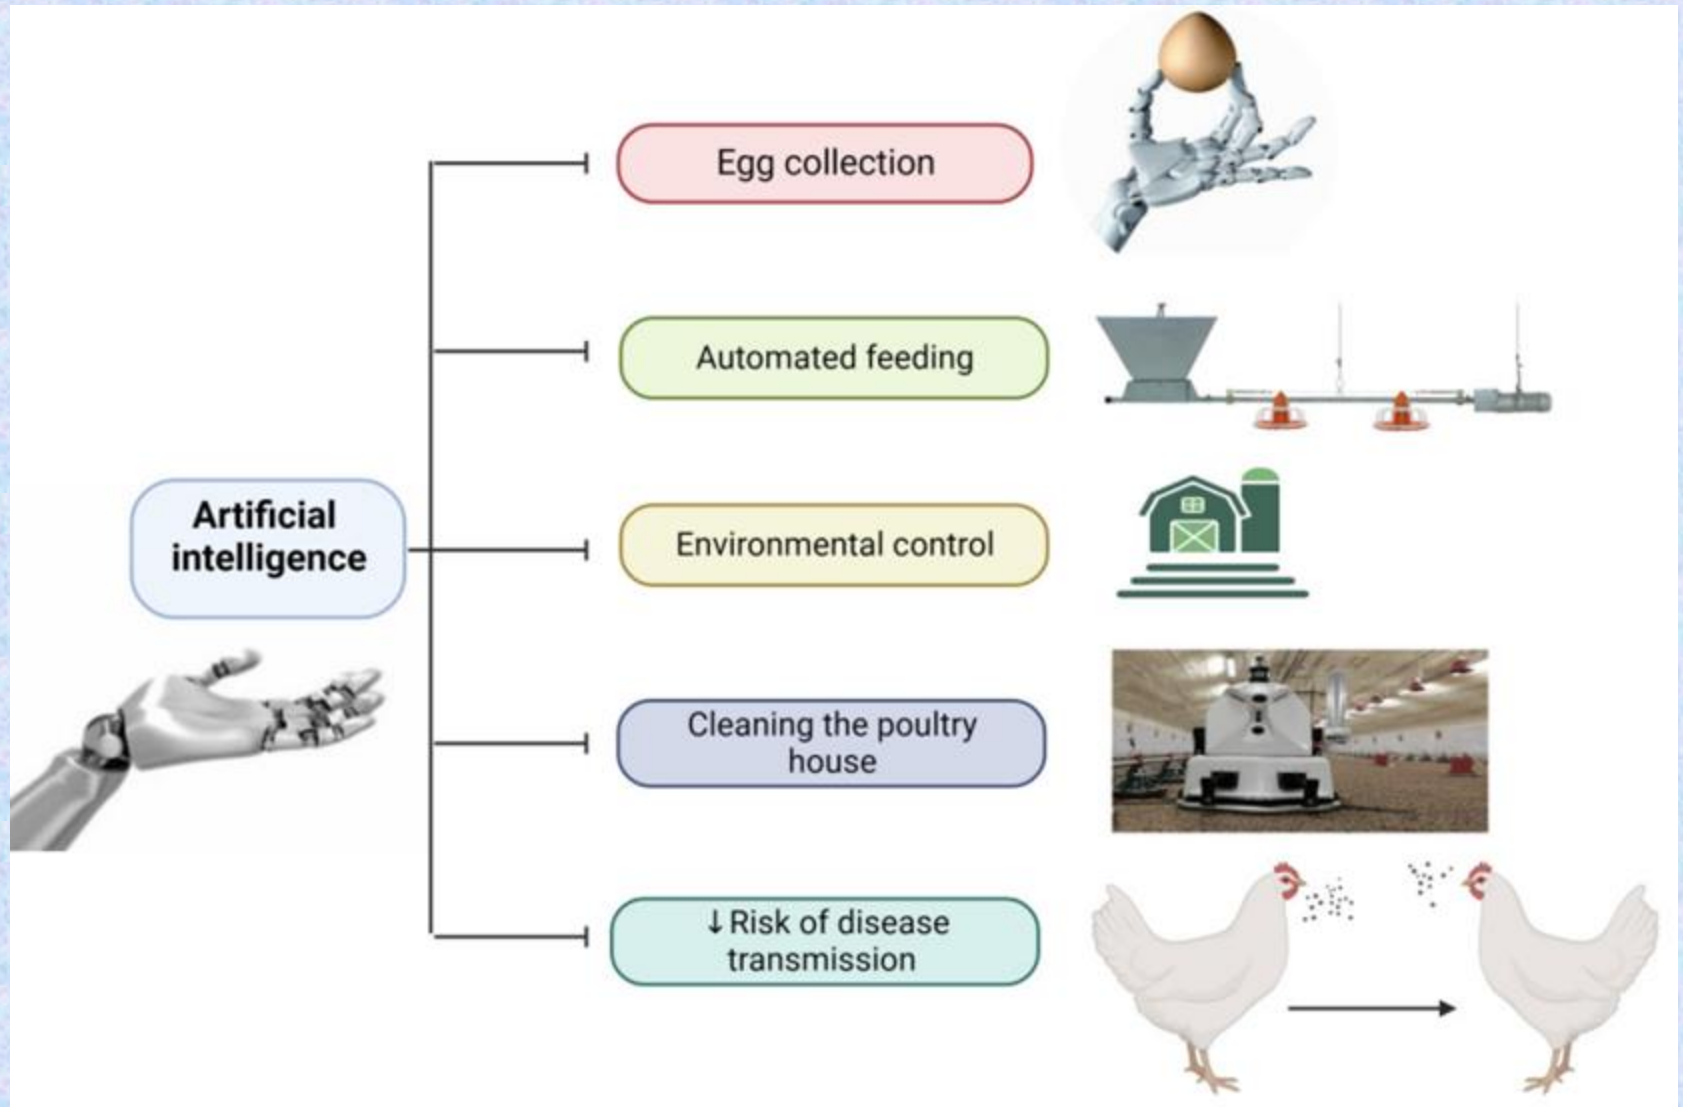 Artificial
intelligence
Egg collection
Automated feeding
Environmental control
Cleaning the poultry
house
↓Risk of disease
transmission